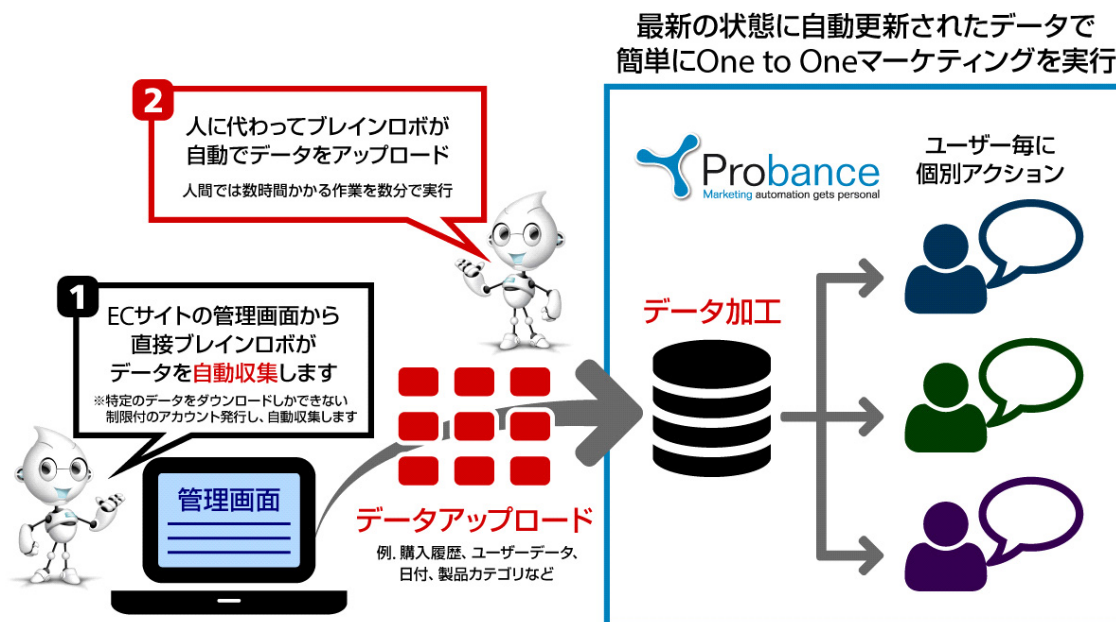 最新の状態に自動更新されたデータで
簡単にOne to Oneマーケティングを実行
2
人に代わってブレインロボが
自動でデータをアップロード
人間では数時間かかる作業を数分で実行
1
ECサイトの管理画面から
直接ブレインロボが
データを自動収集します
※特定のデータをダウンロードしかできない
制限付のアカウント発行し、自動収集します
管理画面
データアップロード
例. 購入履歴、ユーザーデータ、
日付、製品カテゴリなど
Probance
Marketing automation gets personal
データ加工
ユーザー毎に
個別アクション